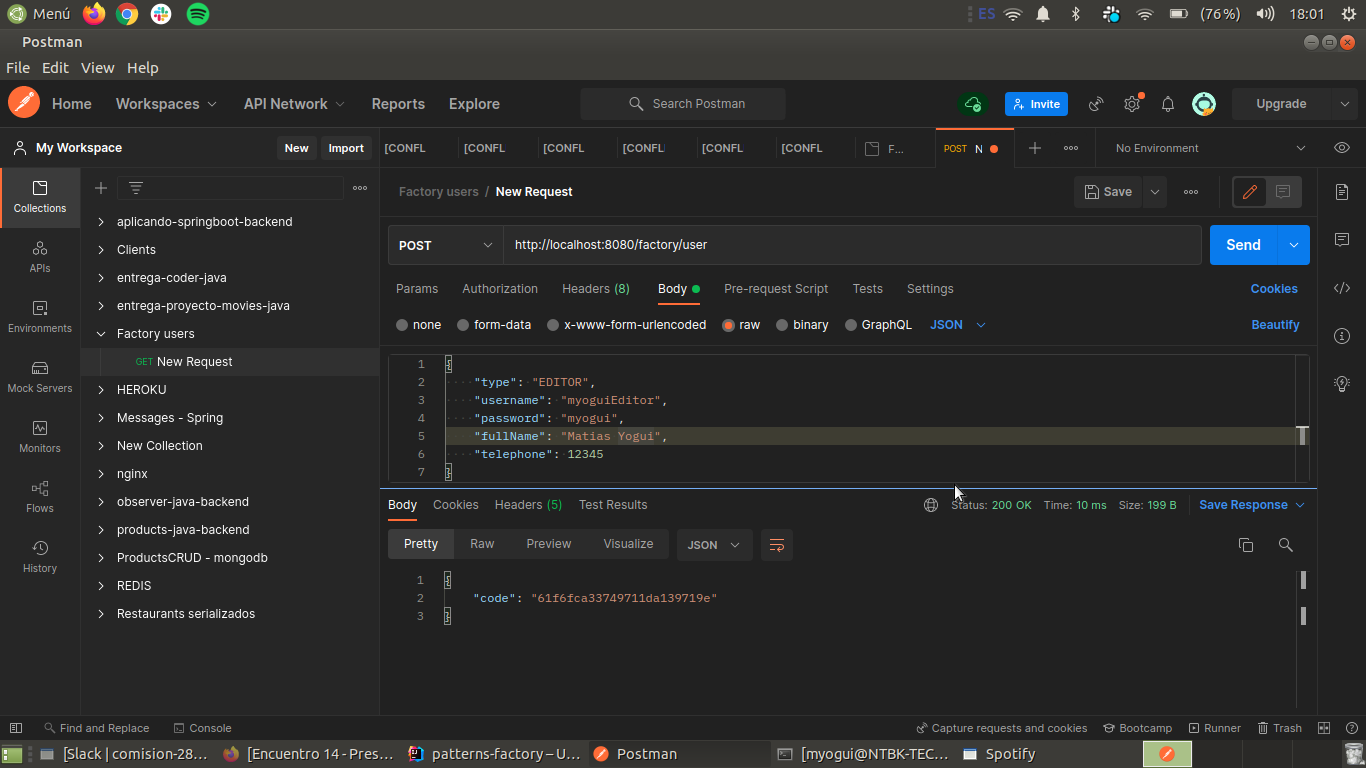 Menú ES (76%) 18:01
Postman
File Edit View Help
Home Workspaces API Network Reports Explore Search Postman Invite Upgrade
My Workspace New Import [CONFL [CONFL [CONFL [CONFL [CONFL [CONFL F... POST N No Environment
Factory users / New Request Save
Collections
APIs
Environments
Mock Servers
Monitors
Flows
History
aplicando-springboot-backend
Clients
entrega-coder-java
entrega-proyecto-movies-java
Factory users
GET New Request
HEROKU
Messages - Spring
New Collection
nginx
observer-java-backend
products-java-backend
ProductsCRUD - mongodb
REDIS
Restaurants serializados
POST http://localhost:8080/factory/user Send
Params Authorization Headers (8) Body Pre-request Script Tests Settings Cookies
none form-data x-www-form-urlencoded raw binary GraphQL JSON Beautify
1 {
2 "type": "EDITOR",
3 "username": "myoguiEditor",
4 "password": "myogui",
5 "fullName": "Matias Yogui",
6 "telephone": 12345
7 }
Body Cookies Headers (5) Test Results Status: 200 OK Time: 10 ms Size: 199 B Save Response
Pretty Raw Preview Visualize JSON
1 {
2 "code": "61f6fca33749711da139719e"
3 }
Find and Replace Console Capture requests and cookies Bootcamp Runner Trash
[Slack | comision-28... [Encuentro 14 - Pres... patterns-factory – U... Postman [myogui@NTBK-TEC... Spotify